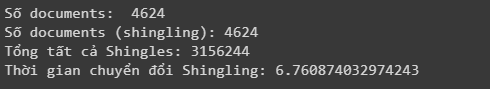 Số documents:  4624
Số documents (shingling): 4624
Tổng tất cả Shingles: 3156244
Thời gian chuyển đổi Shingling: 6.760874032974243